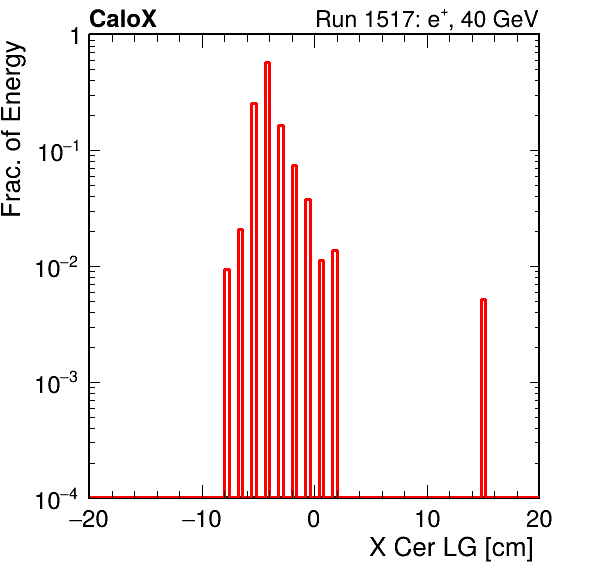 CaloX Run 1517: e⁺, 40 GeV
Frac. of Energy
1
10⁻¹
10⁻²
10⁻³
10⁻⁴
−20 −10 0 10 20
X Cer LG [cm]